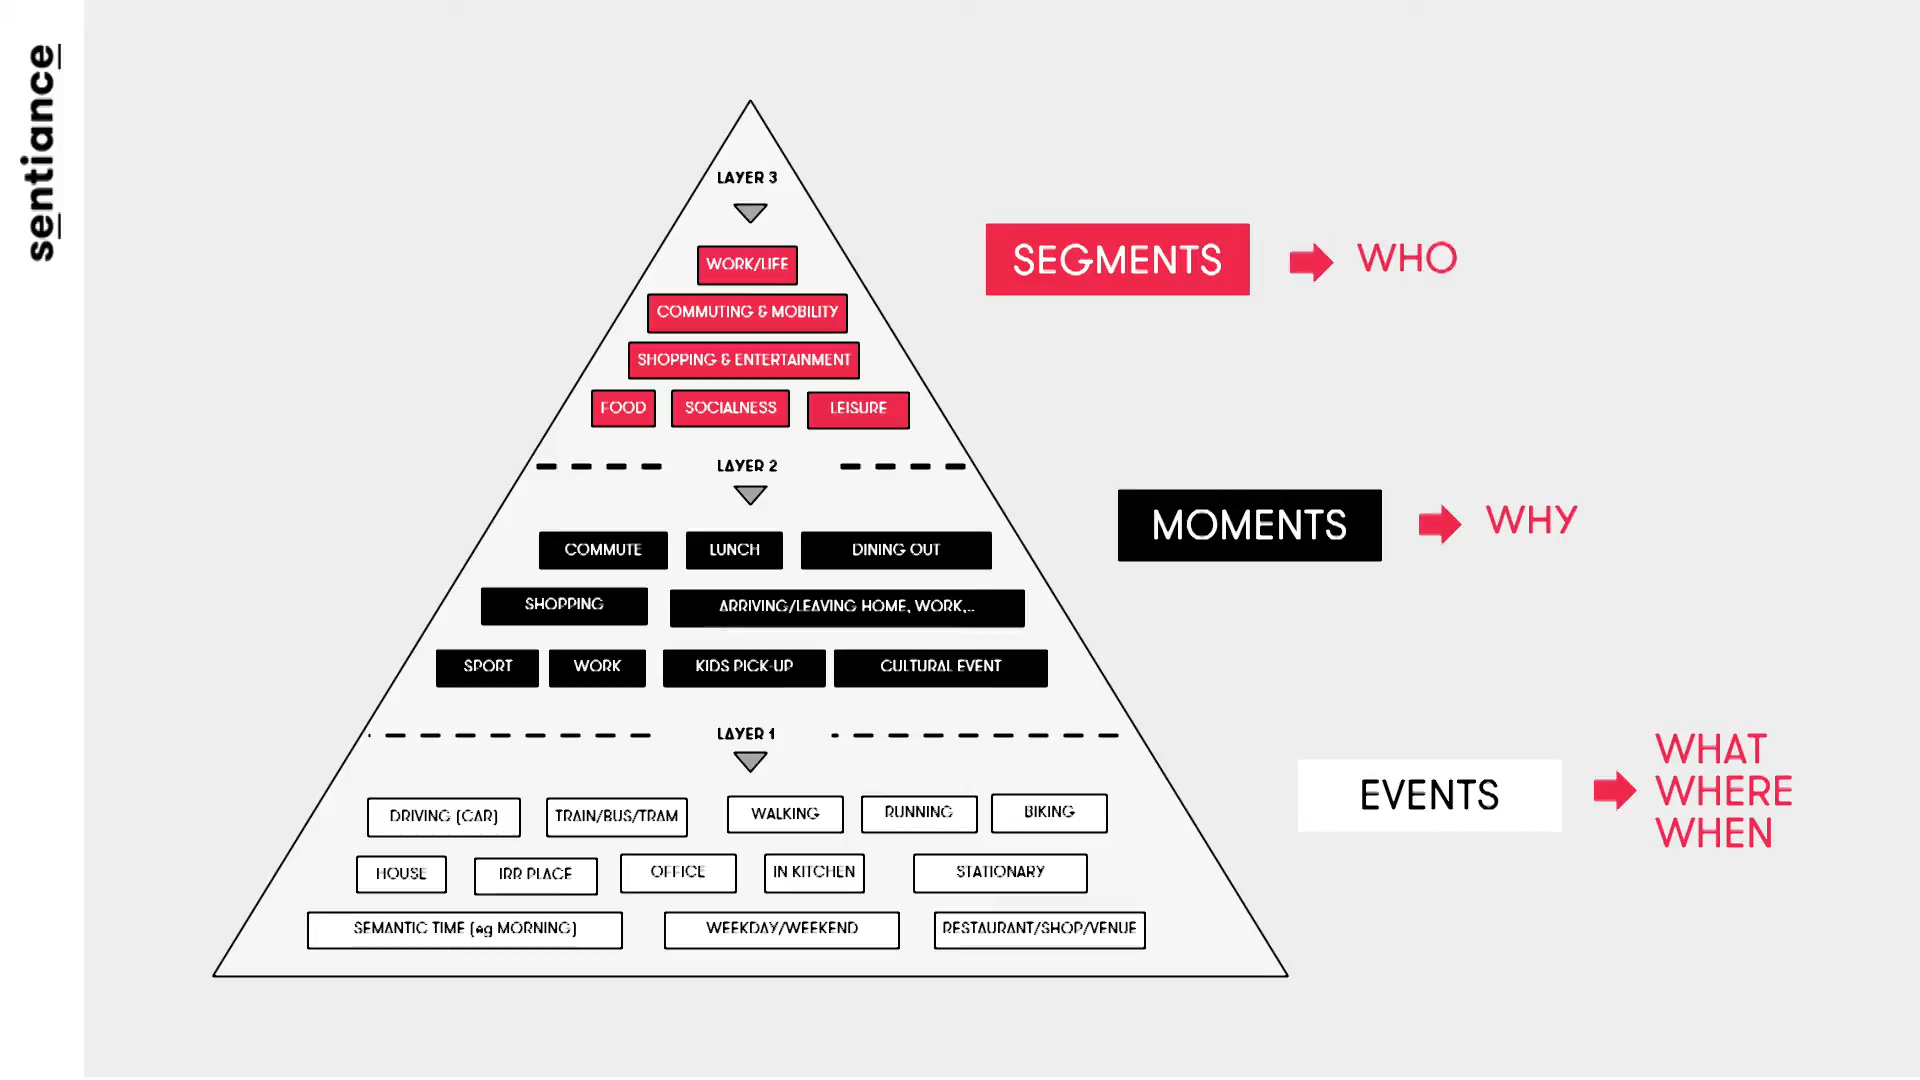 sentiance
LAYER 3
WORK/LIFE
COMMUTING & MOBILITY
SHOPPING & ENTERTAINMENT
FOOD SOCIALNESS LEISURE
SEGMENTS WHO
LAYER 2
COMMUTE LUNCH DINING OUT
SHOPPING ARRIVING/LEAVING HOME, WORK,..
SPORT WORK KIDS PICK-UP CULTURAL EVENT
MOMENTS WHY
LAYER 1
DRIVING (CAR) TRAIN/BUS/TRAM WALKING RUNNING BIKING
HOUSE IRR PLACE OFFICE IN KITCHEN STATIONARY
SEMANTIC TIME (eg MORNING) WEEKDAY/WEEKEND RESTAURANT/SHOP/VENUE
EVENTS
WHAT
WHERE
WHEN